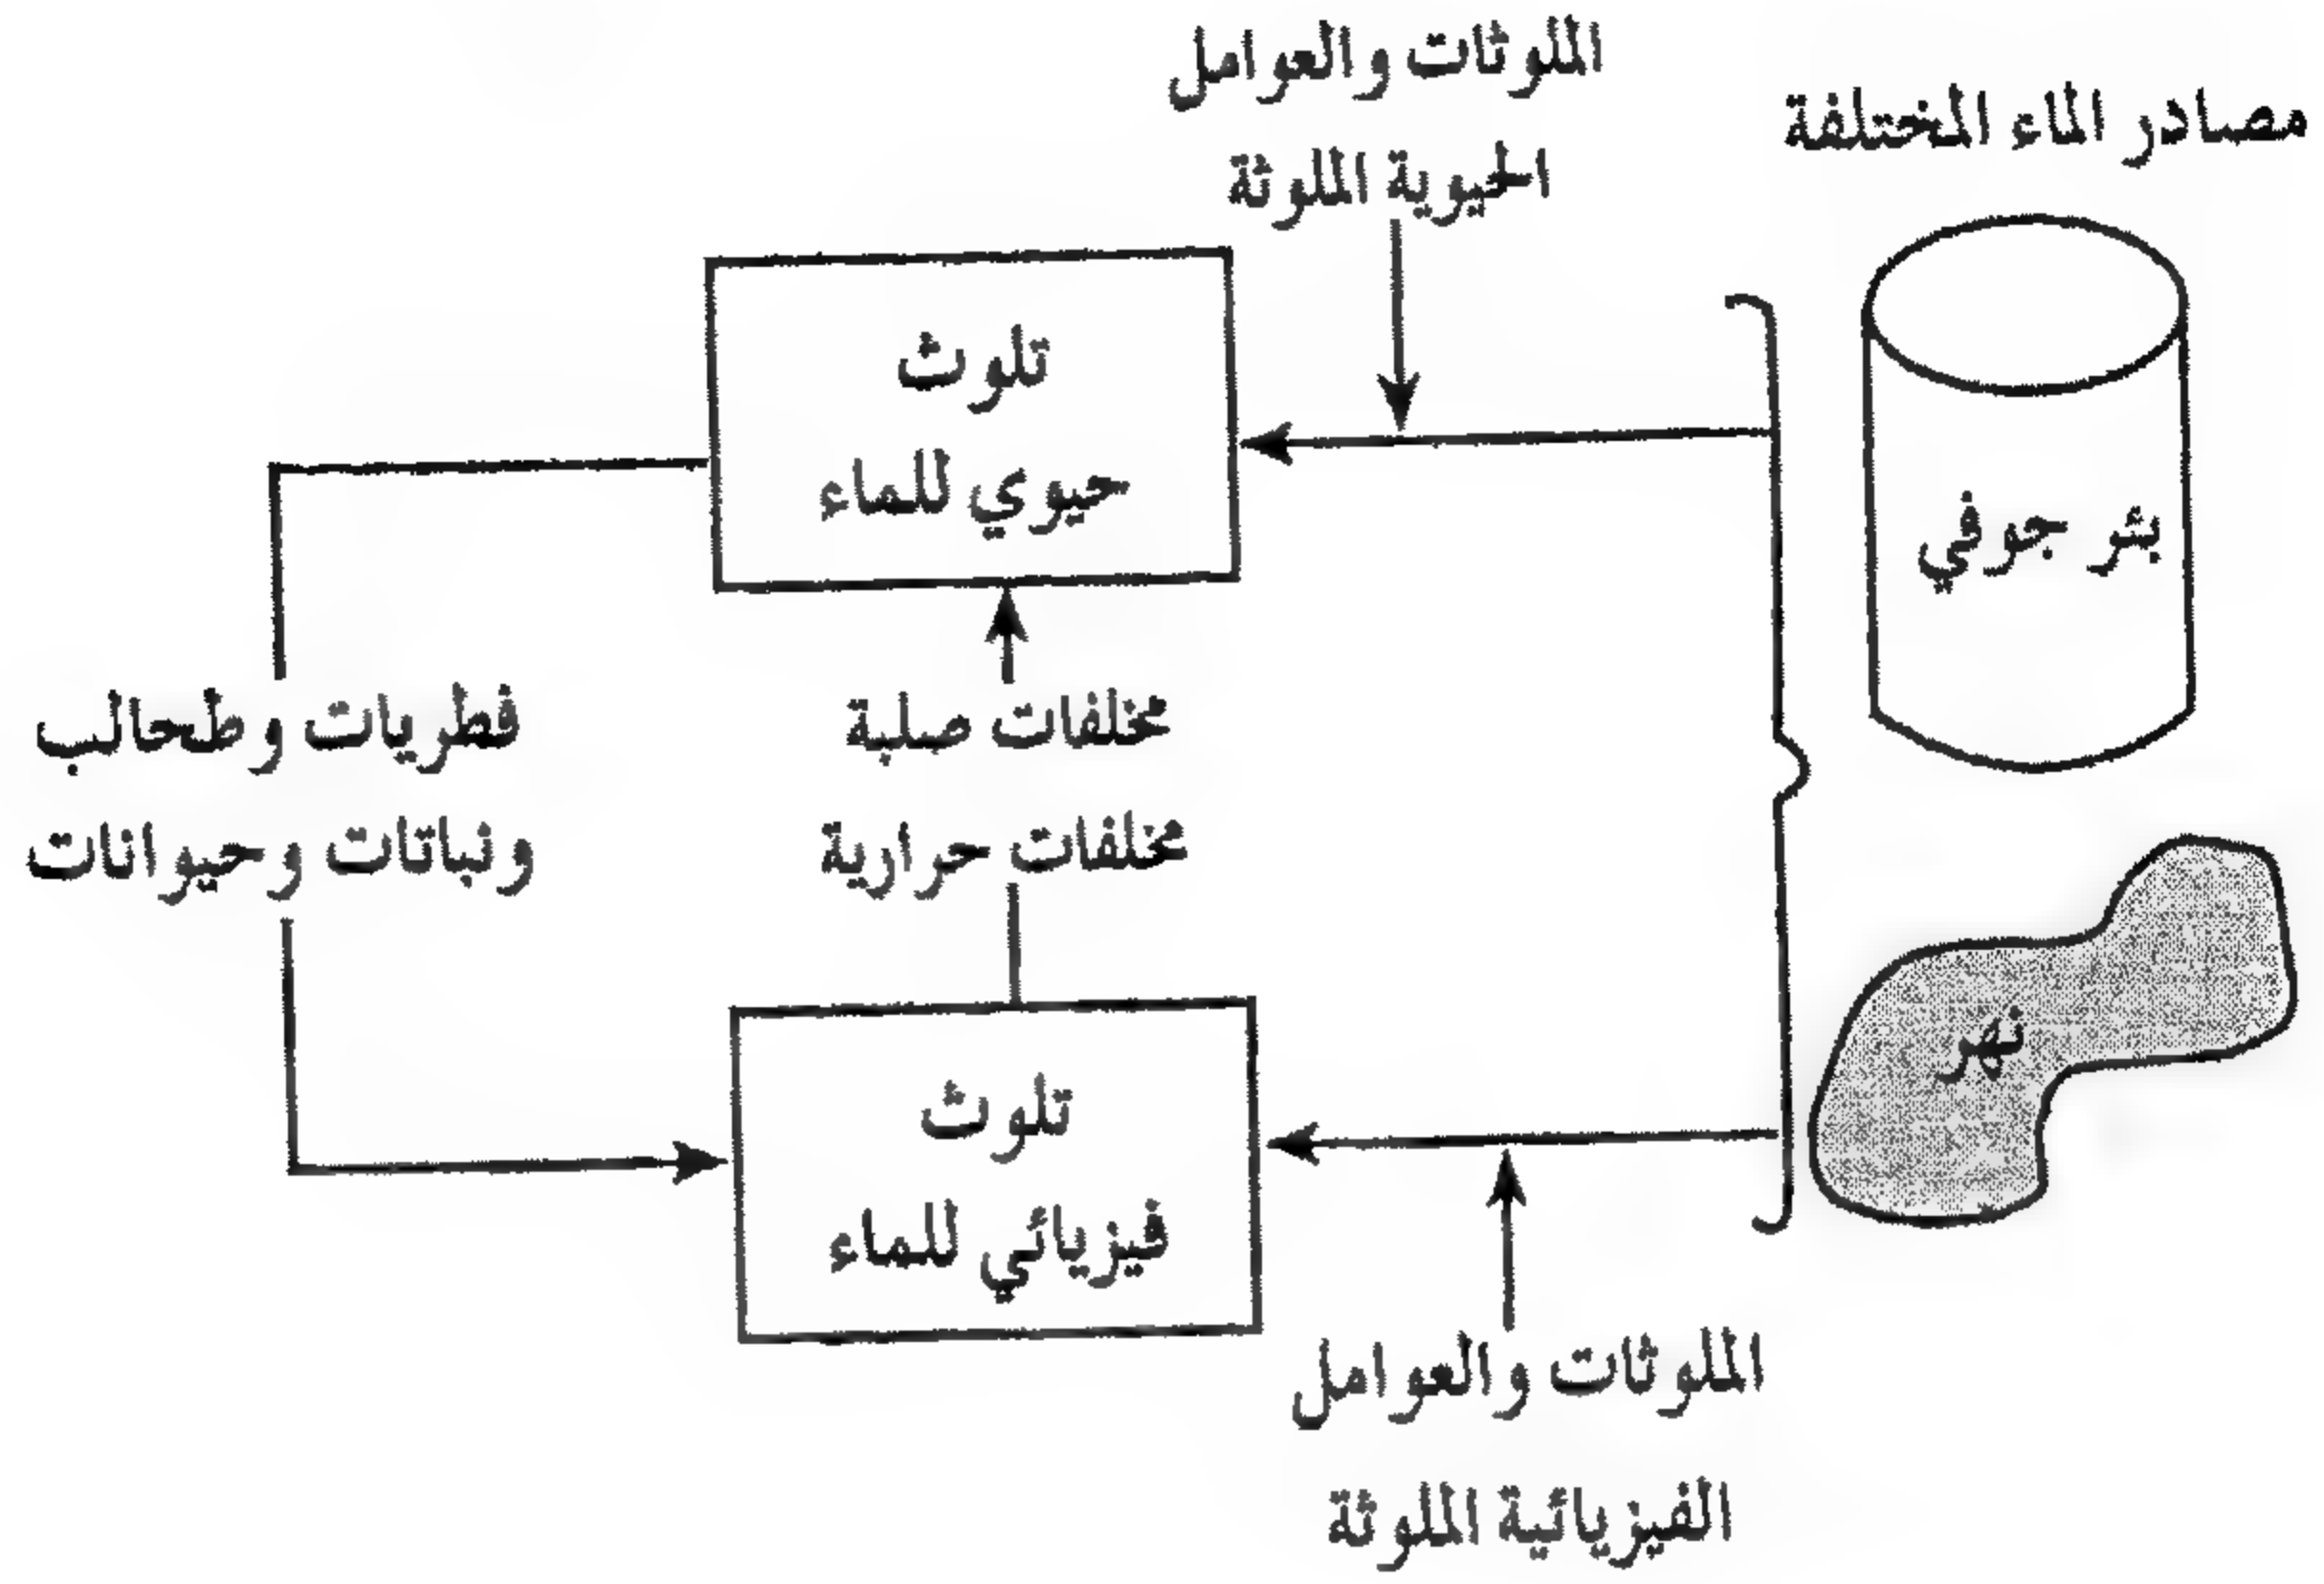 مصادر الماء المختلفة
الملوثات والعوامل
الحيوية الملوثة
بئر جوفي
تلوث
حيوي للماء
فطريات وطحالب
ونباتات وحيوانات
مخلفات صلبة
مخلفات حرارية
نهر
تلوث
فيزيائي للماء
الملوثات والعوامل
الفيزيائية الملوثة